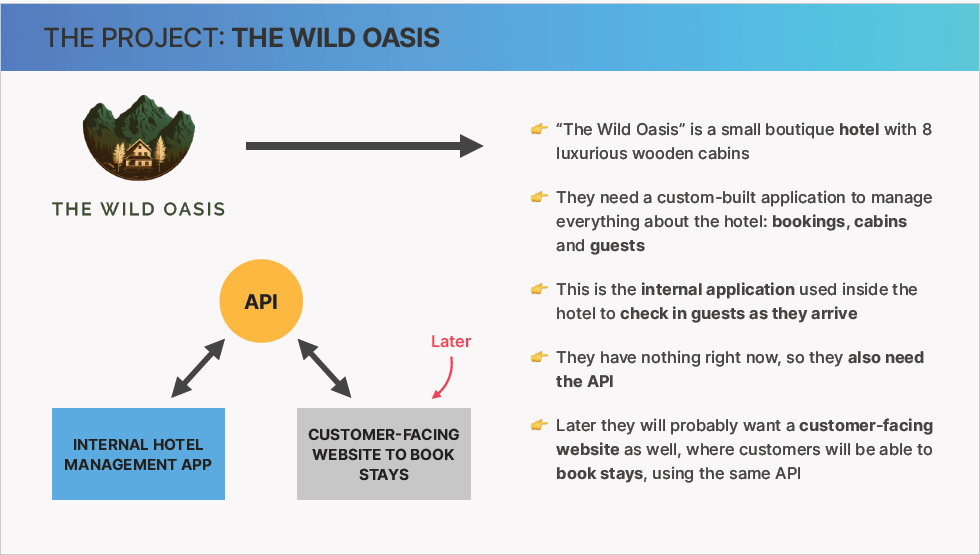 THE PROJECT: THE WILD OASIS
THE WILD OASIS
“The Wild Oasis” is a small boutique hotel with 8
luxurious wooden cabins
They need a custom-built application to manage
everything about the hotel: bookings, cabins
and guests
This is the internal application used inside the
hotel to check in guests as they arrive
They have nothing right now, so they also need
the API
Later they will probably want a customer-facing
website as well, where customers will be able to
book stays, using the same API
API
Later
INTERNAL HOTEL
MANAGEMENT APP
CUSTOMER-FACING
WEBSITE TO BOOK
STAYS